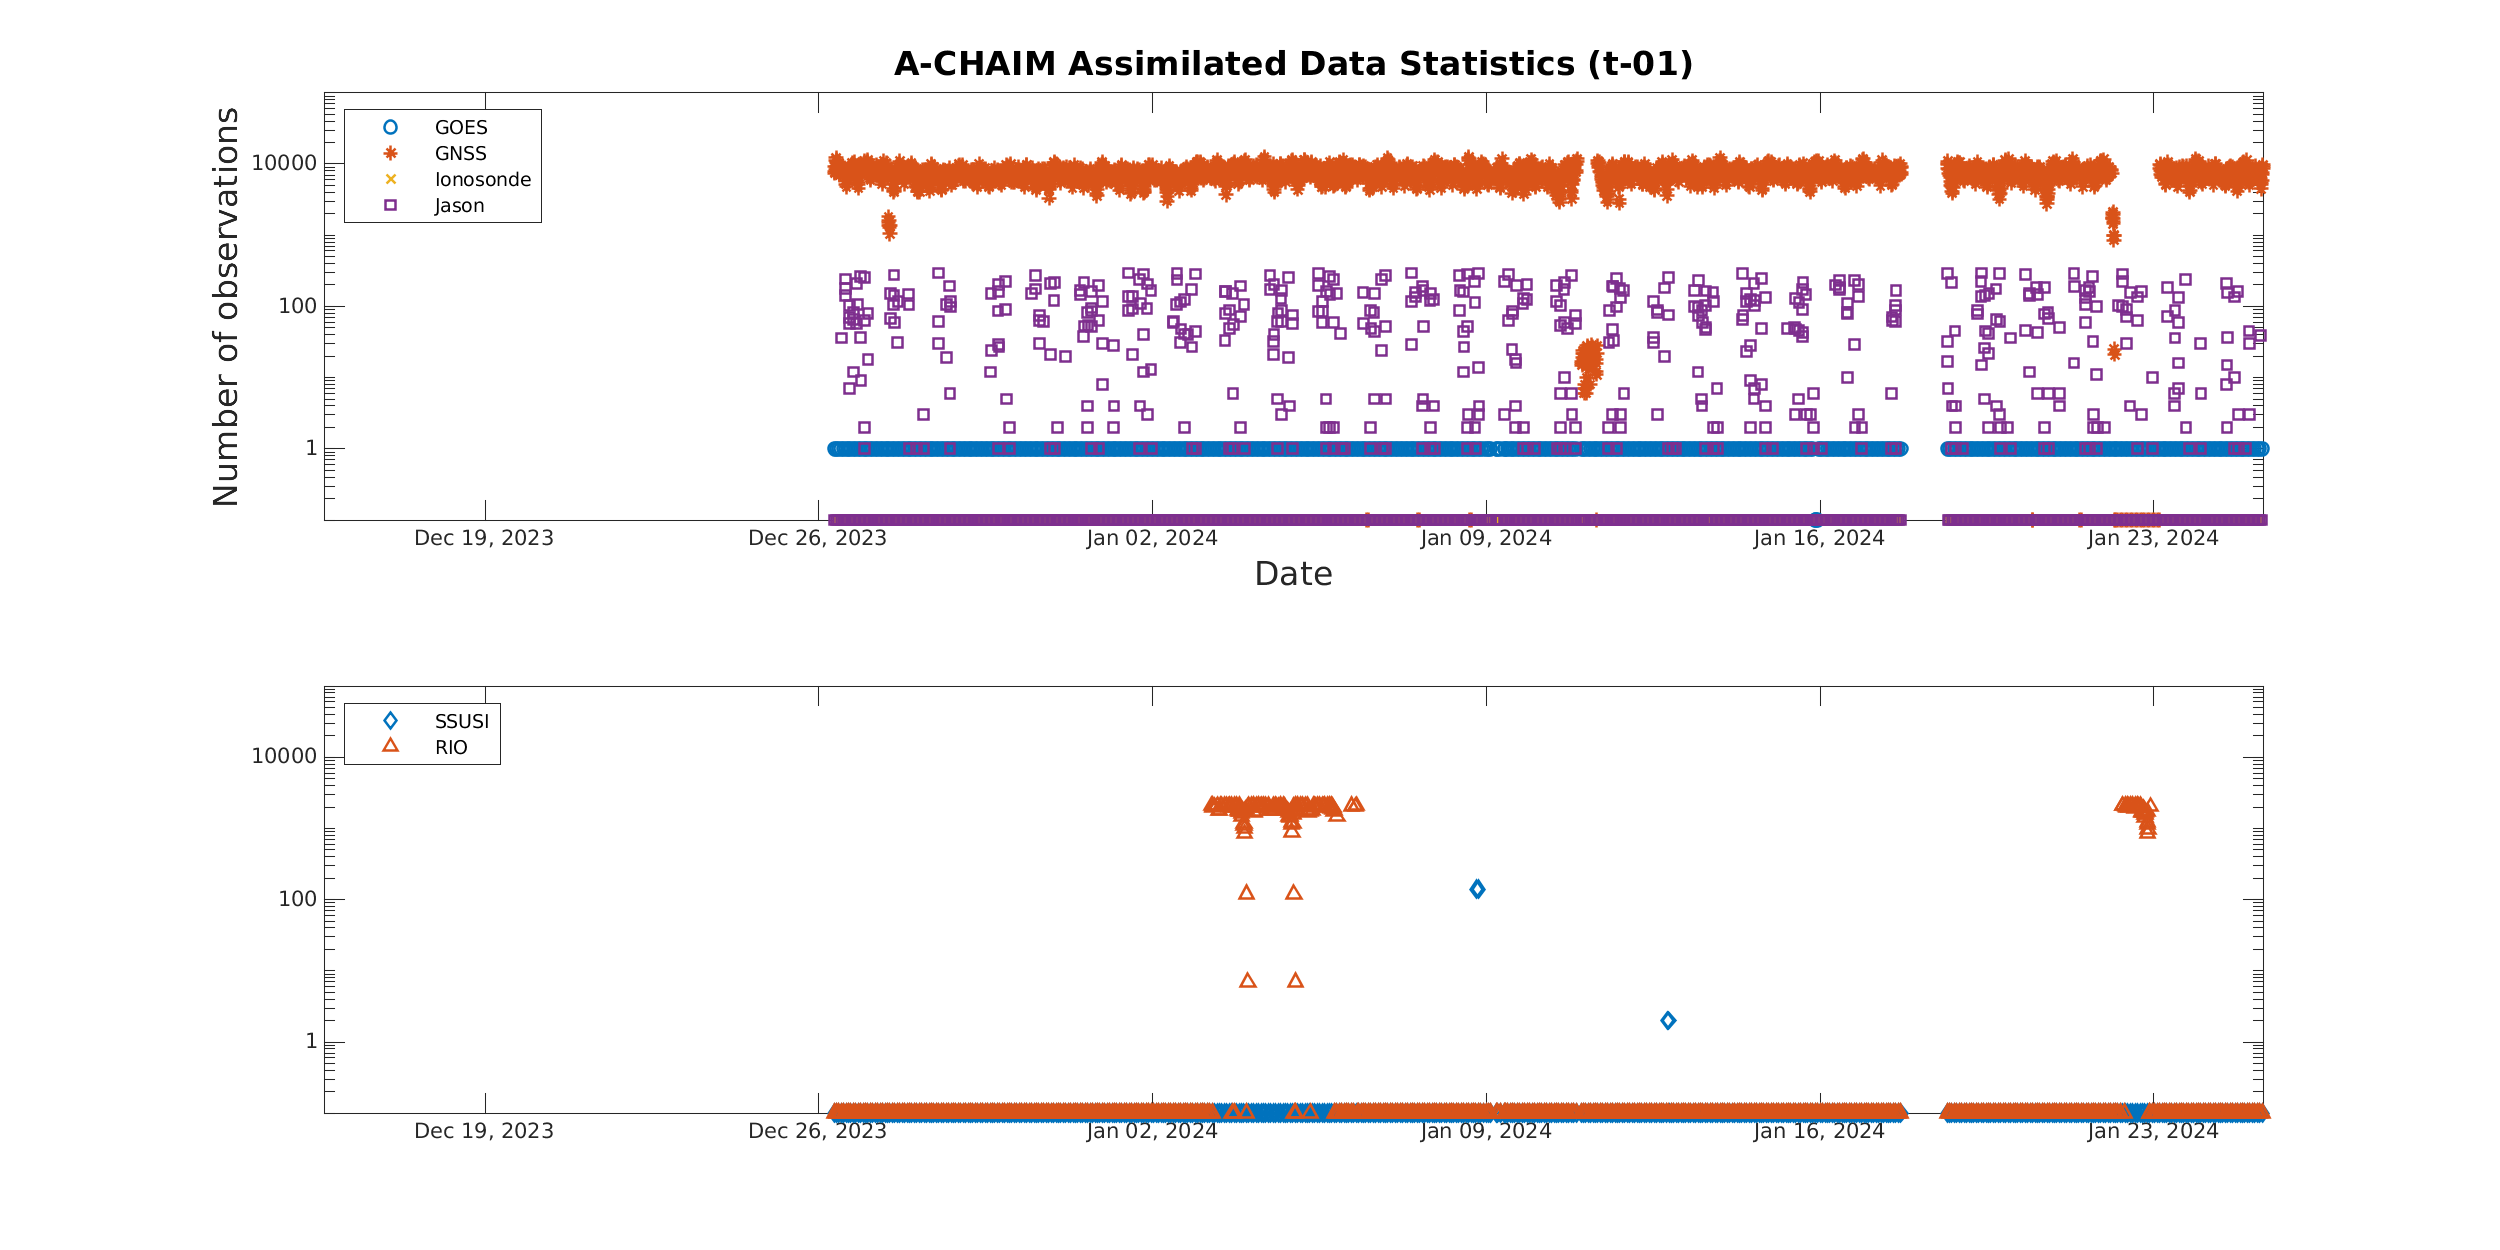 A-CHAIM Assimilated Data Statistics (t-01)
Number of observations
10000
100
1
GOES
GNSS
Ionosonde
Jason
Dec 19, 2023
Dec 26, 2023
Jan 02, 2024
Jan 09, 2024
Jan 16, 2024
Jan 23, 2024
Date
10000
100
1
SSUSI
RIO
Dec 19, 2023
Dec 26, 2023
Jan 02, 2024
Jan 09, 2024
Jan 16, 2024
Jan 23, 2024